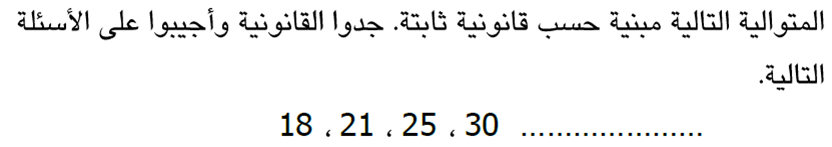 المتوالية التالية مبنية حسب قانونية ثابتة. جدوا القانونية وأجيبوا على الأسئلة
التالية.
18 ، 21 ، 25 ، 30 .....................